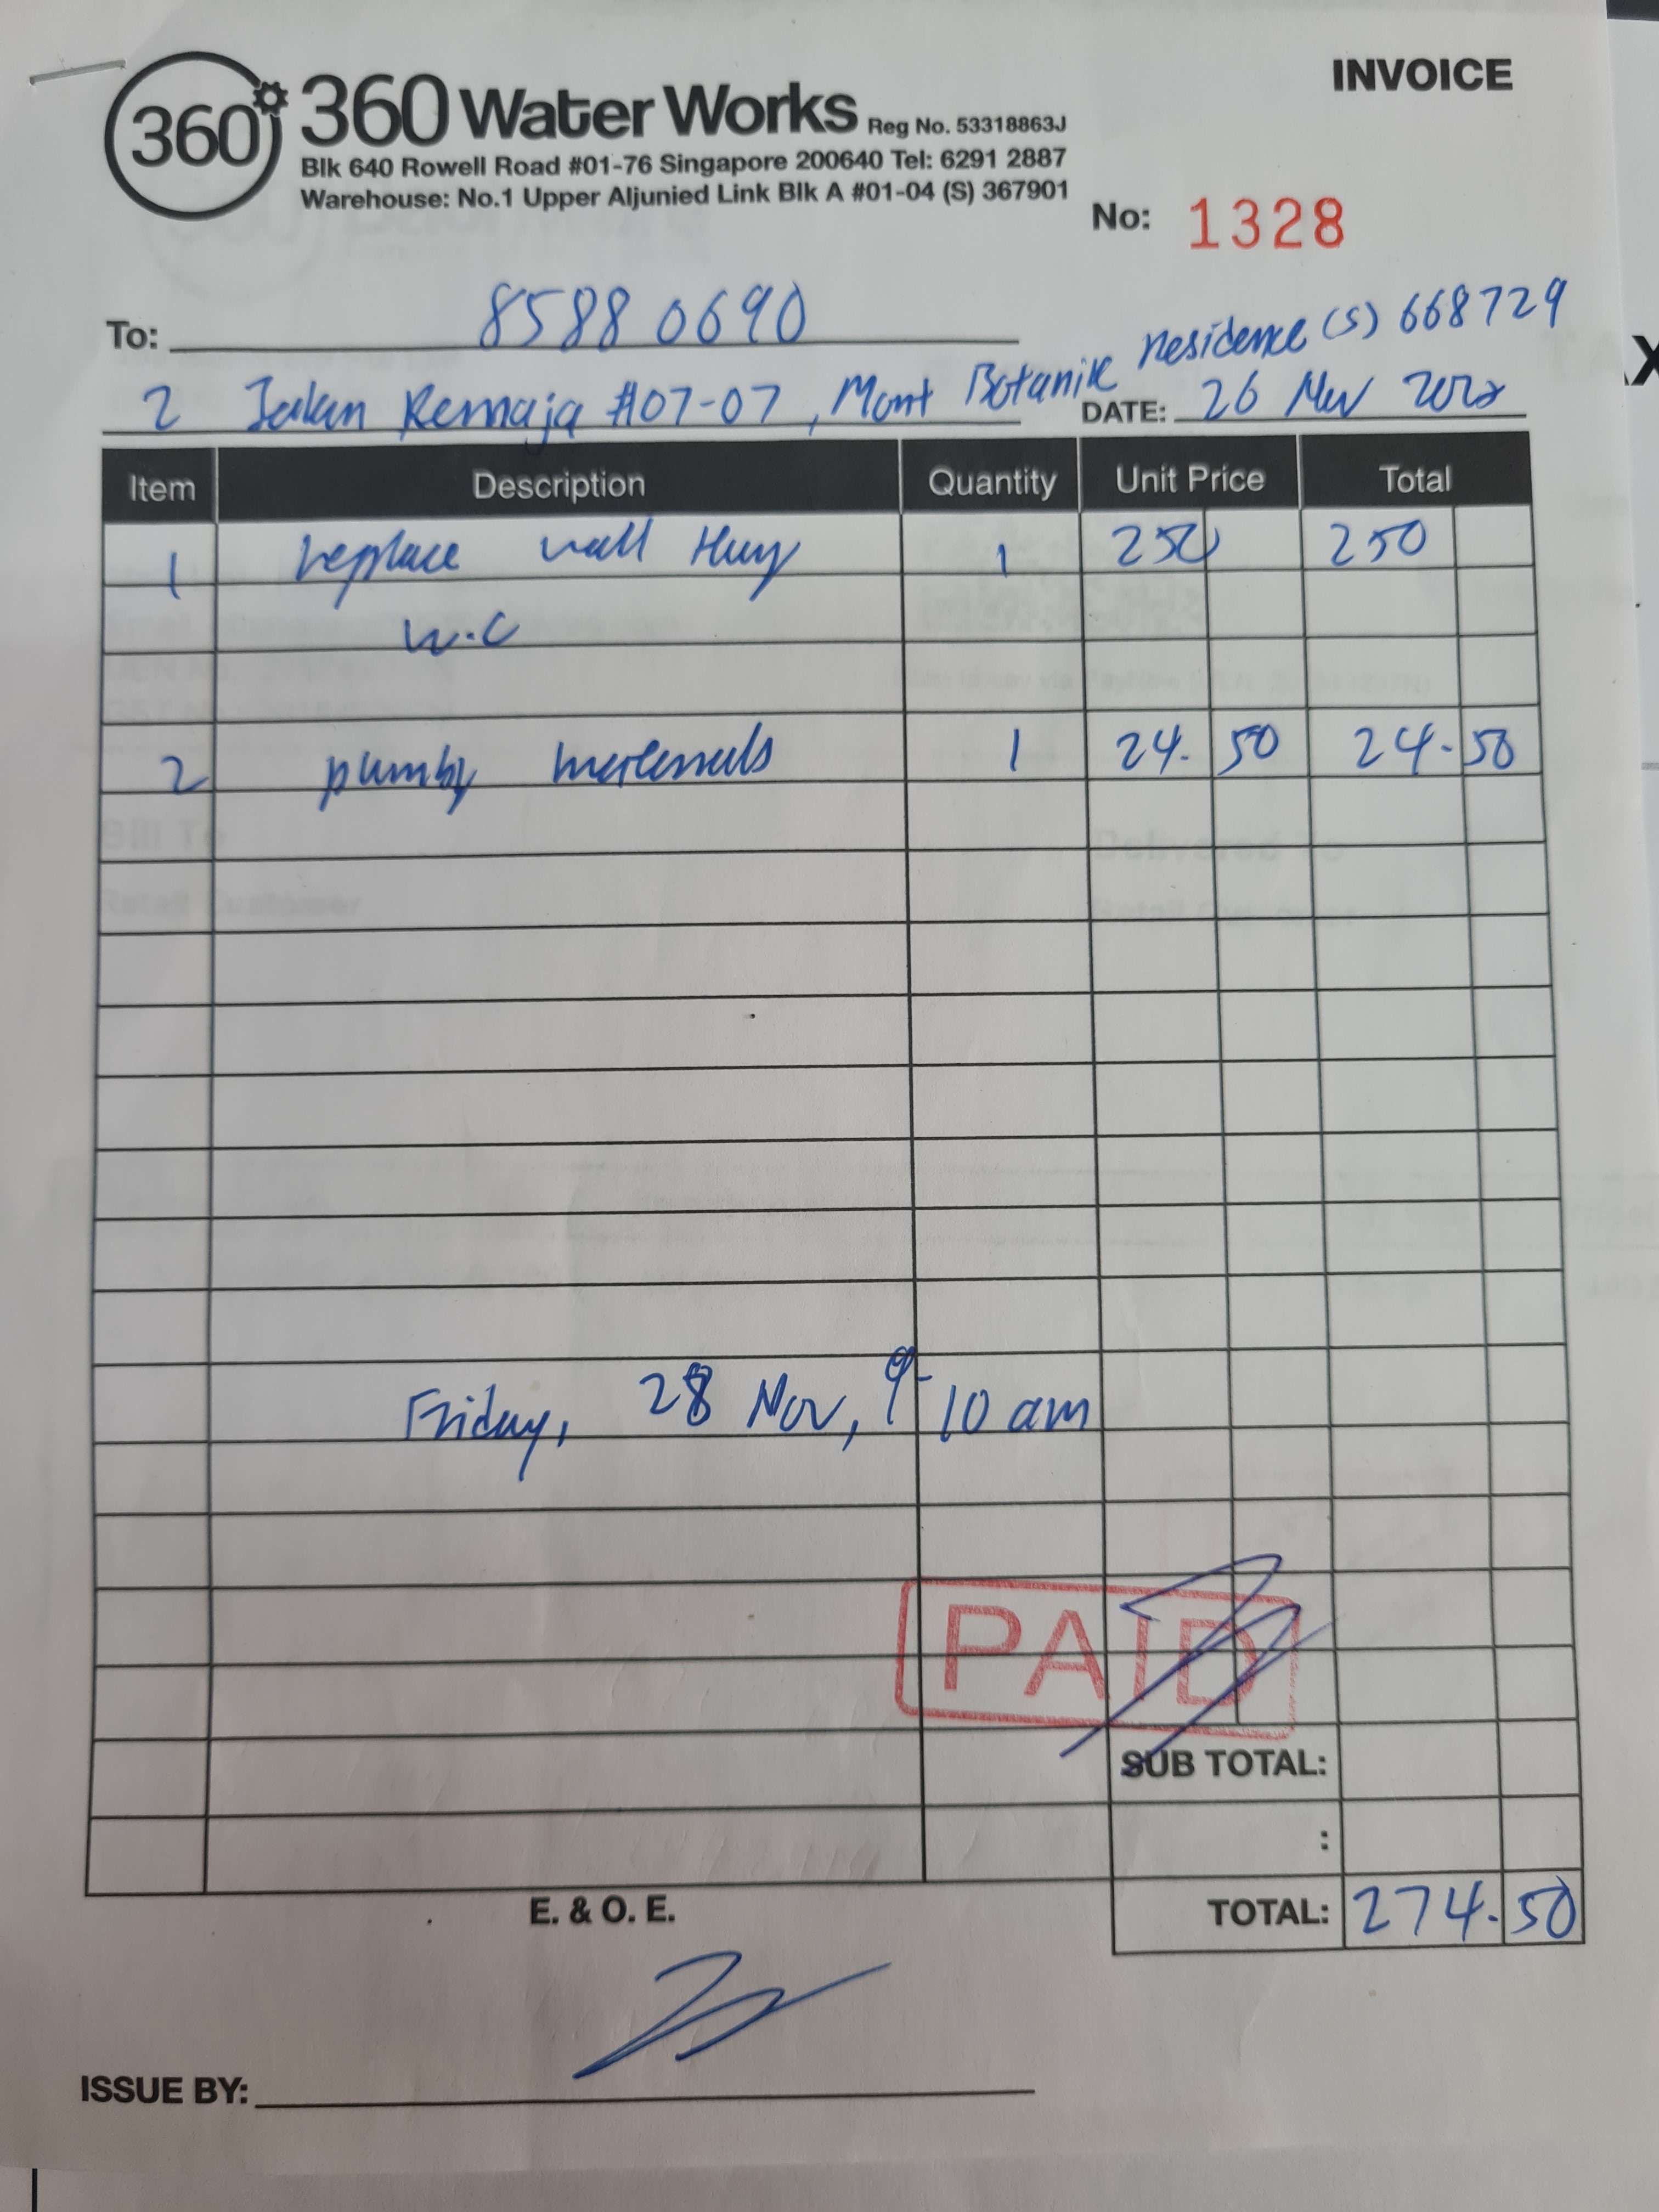 INVOICE
360°
360 Water Works Reg No. 53318863J
Blk 640 Rowell Road #01-76 Singapore 200640 Tel: 6291 2887
Warehouse: No.1 Upper Aljunied Link Blk A #01-04 (S) 367901
No: 1328
To: 8588 0690
2 Jalan Remaja #07-07, Mont Botanik Residence (S) 668729
DATE: 26 Nov
Item Description Quantity Unit Price Total
1 replace wall Hung 1 250 250
W.C
2 materials 1 24.50 24.50
Friday, 28 Nov, 9-10 am
PAID
SUB TOTAL:
:
E. & O. E.
TOTAL: 274.50
ISSUE BY: